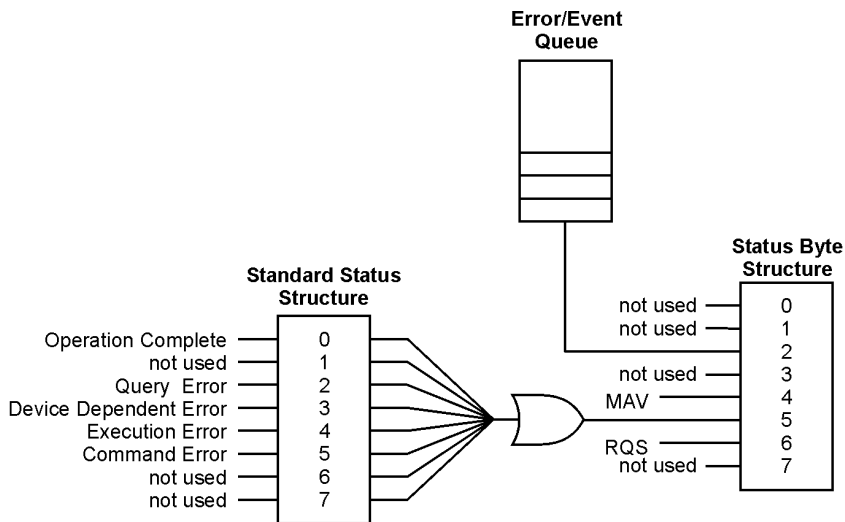 Error/Event
Queue
Status Byte
Structure
Standard Status
Structure
not used 0
not used 1
2
not used 3
MAV 4
5
RQS 6
not used 7
Operation Complete 0
not used 1
Query Error 2
Device Dependent Error 3
Execution Error 4
Command Error 5
not used 6
not used 7